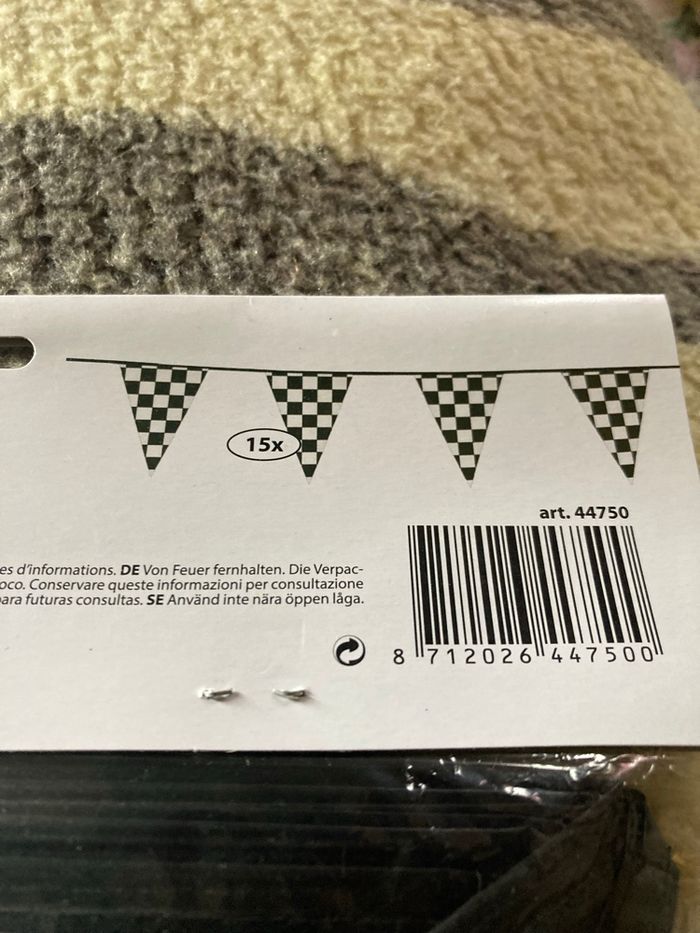 15x
art. 44750
es d'informations. DE Von Feuer fernhalten. Die Verpac-
oco. Conservare queste informazioni per consultazione
ara futuras consultas. SE Använd inte nära öppen låga.
8 712026 447500